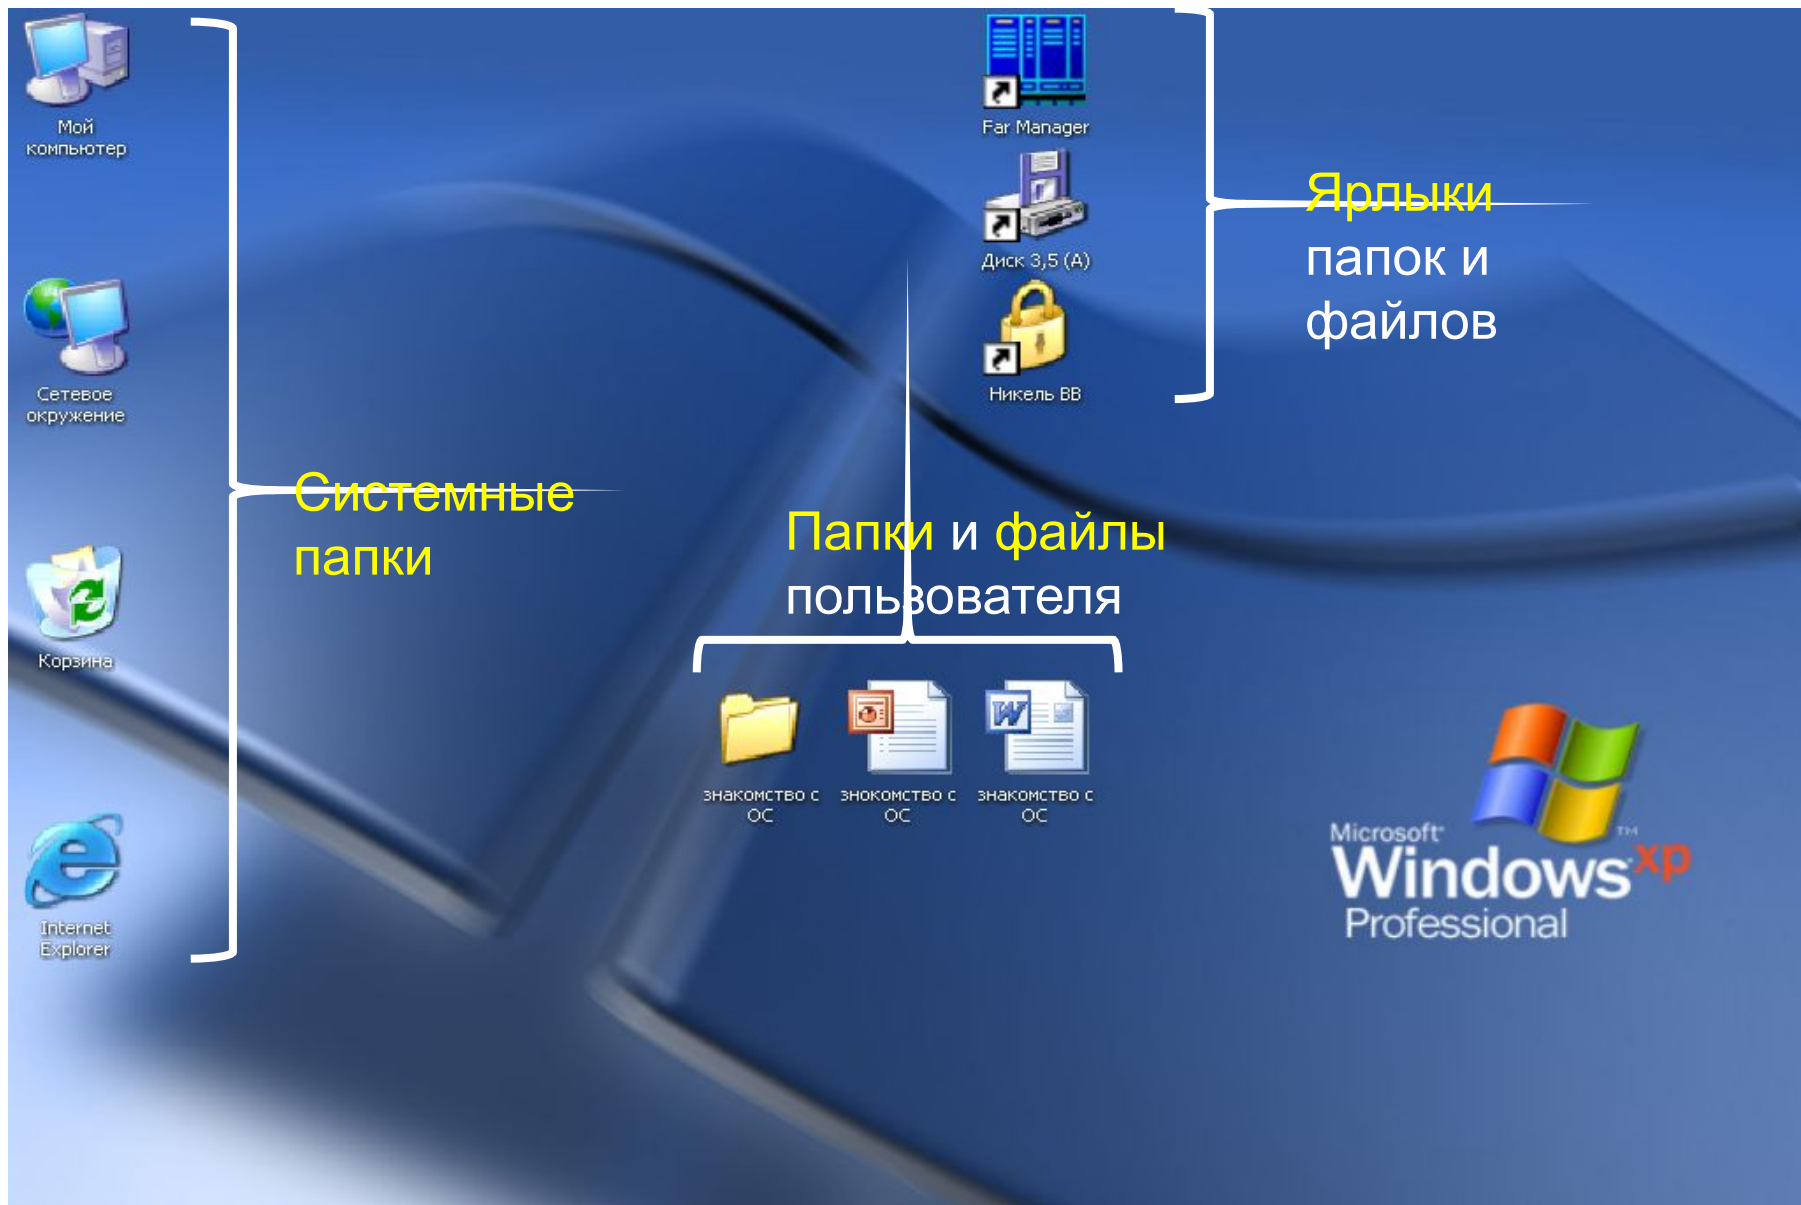 Мой
компьютер
Сетевое
окружение
Корзина
Internet
Explorer
Системные
папки
Far Manager
Диск 3,5 (A)
Никель ВВ
Ярлыки
папок и
файлов
Папки и файлы
пользователя
знакомство с
ОС
знокомство с
ОС
знакомство с
ОС
Microsoft
Windows xp
Professional